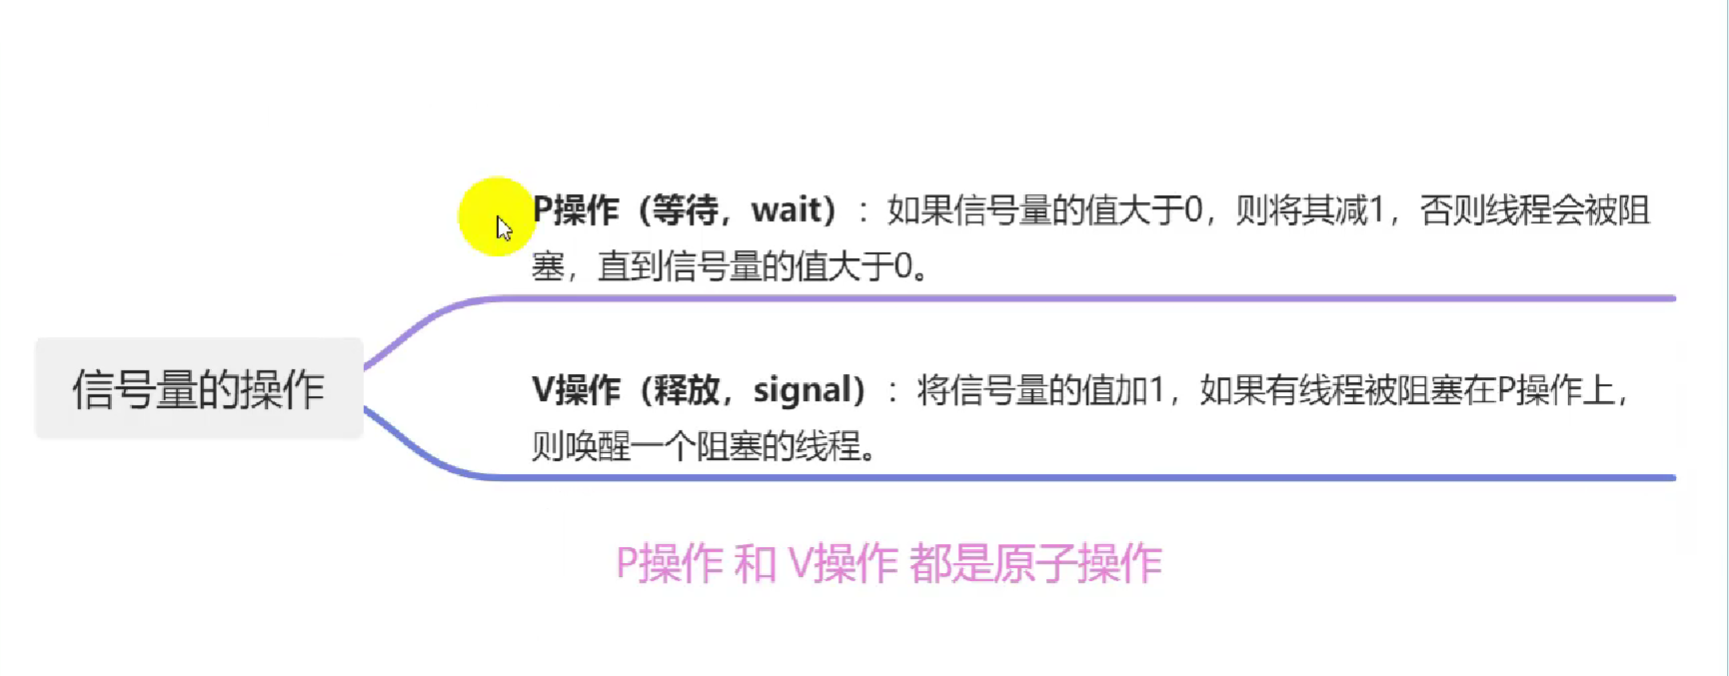 P操作（等待，wait）：如果信号量的值大于0，则将其减1，否则线程会被阻
塞，直到信号量的值大于0。
信号量的操作
V操作（释放，signal）：将信号量的值加1，如果有线程被阻塞在P操作上，
则唤醒一个阻塞的线程。
P操作 和 V操作 都是原子操作